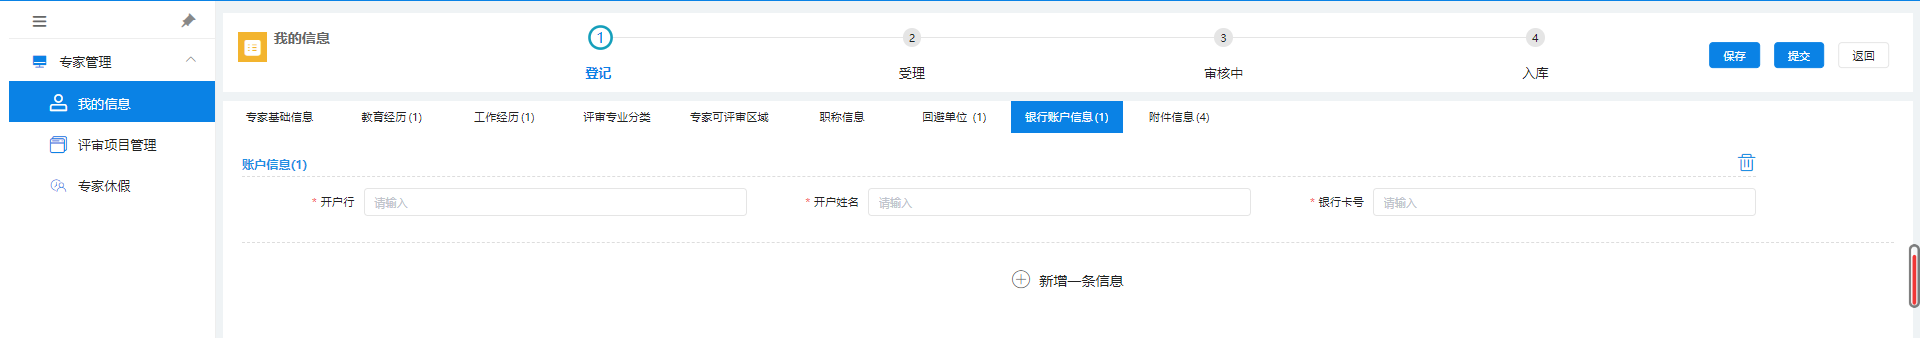 专家管理
我的信息
评审项目管理
专家休假
我的信息
1 2 3 4
登记 受理 审核中 入库
保存 提交 返回
专家基础信息 教育经历(1) 工作经历(1) 评审专业分类 专家可评审区域 职称信息 回避单位 (1) 银行账户信息(1) 附件信息(4)
账户信息(1)
* 开户行 请输入 * 开户姓名 请输入 * 银行卡号 请输入
新增一条信息